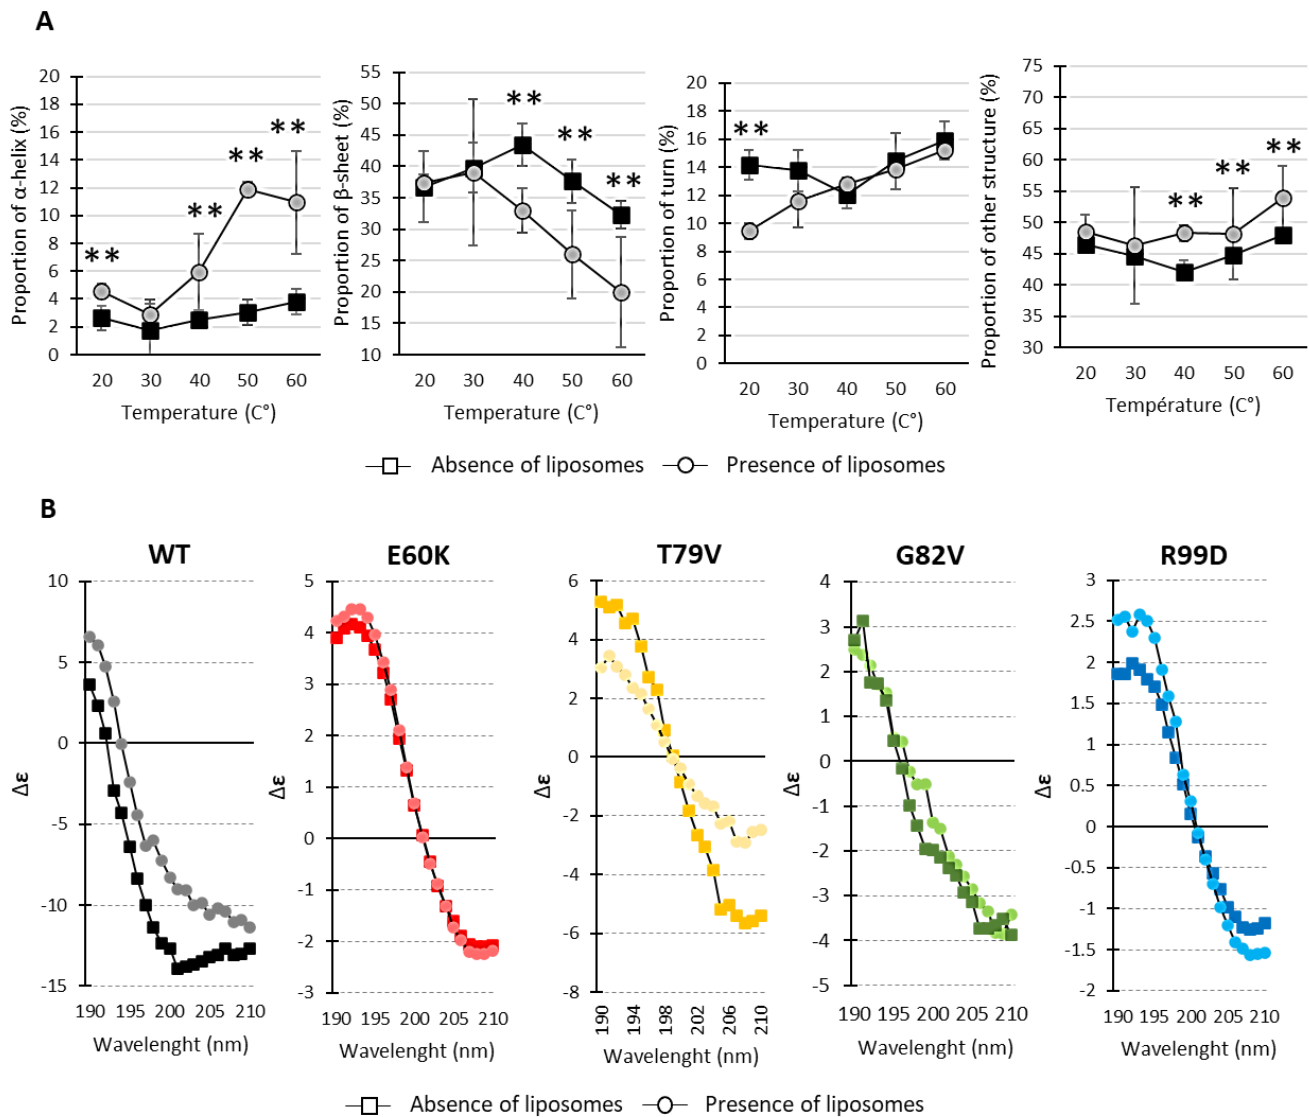 A
Proportion of α-helix (%)
20
18
16
14
12
10
8
6
4
2
0
**
**
**
**
20 30 40 50 60
Temperature (C°)
Proportion of β-sheet (%)
55
50
45
40
35
30
25
20
15
10
**
**
**
20 30 40 50 60
Temperature (C°)
Proportion of turn (%)
20
18
16
14
12
10
8
6
4
2
0
**
20 30 40 50 60
Temperature (C°)
Proportion of other structure (%)
75
70
65
60
55
50
45
40
35
30
**
**
**
20 30 40 50 60
Température (C°)
Absence of liposomes Presence of liposomes
B
WT
Δε
10
5
0
-5
-10
-15
190 195 200 205 210
Wavelenght (nm)
E60K
Δε
5
4
3
2
1
0
-1
-2
-3
190 195 200 205 210
Wavelenght (nm)
T79V
Δε
6
4
2
0
-2
-4
-6
-8
190 194 198 202 206 210
Wavelenght (nm)
G82V
Δε
4
3
2
1
0
-1
-2
-3
-4
-5
190 195 200 205 210
Wavelenght (nm)
R99D
Δε
3
2.5
2
1.5
1
0.5
0
-0.5
-1
-1.5
-2
190 195 200 205 210
Wavelenght (nm)
Absence of liposomes Presence of liposomes